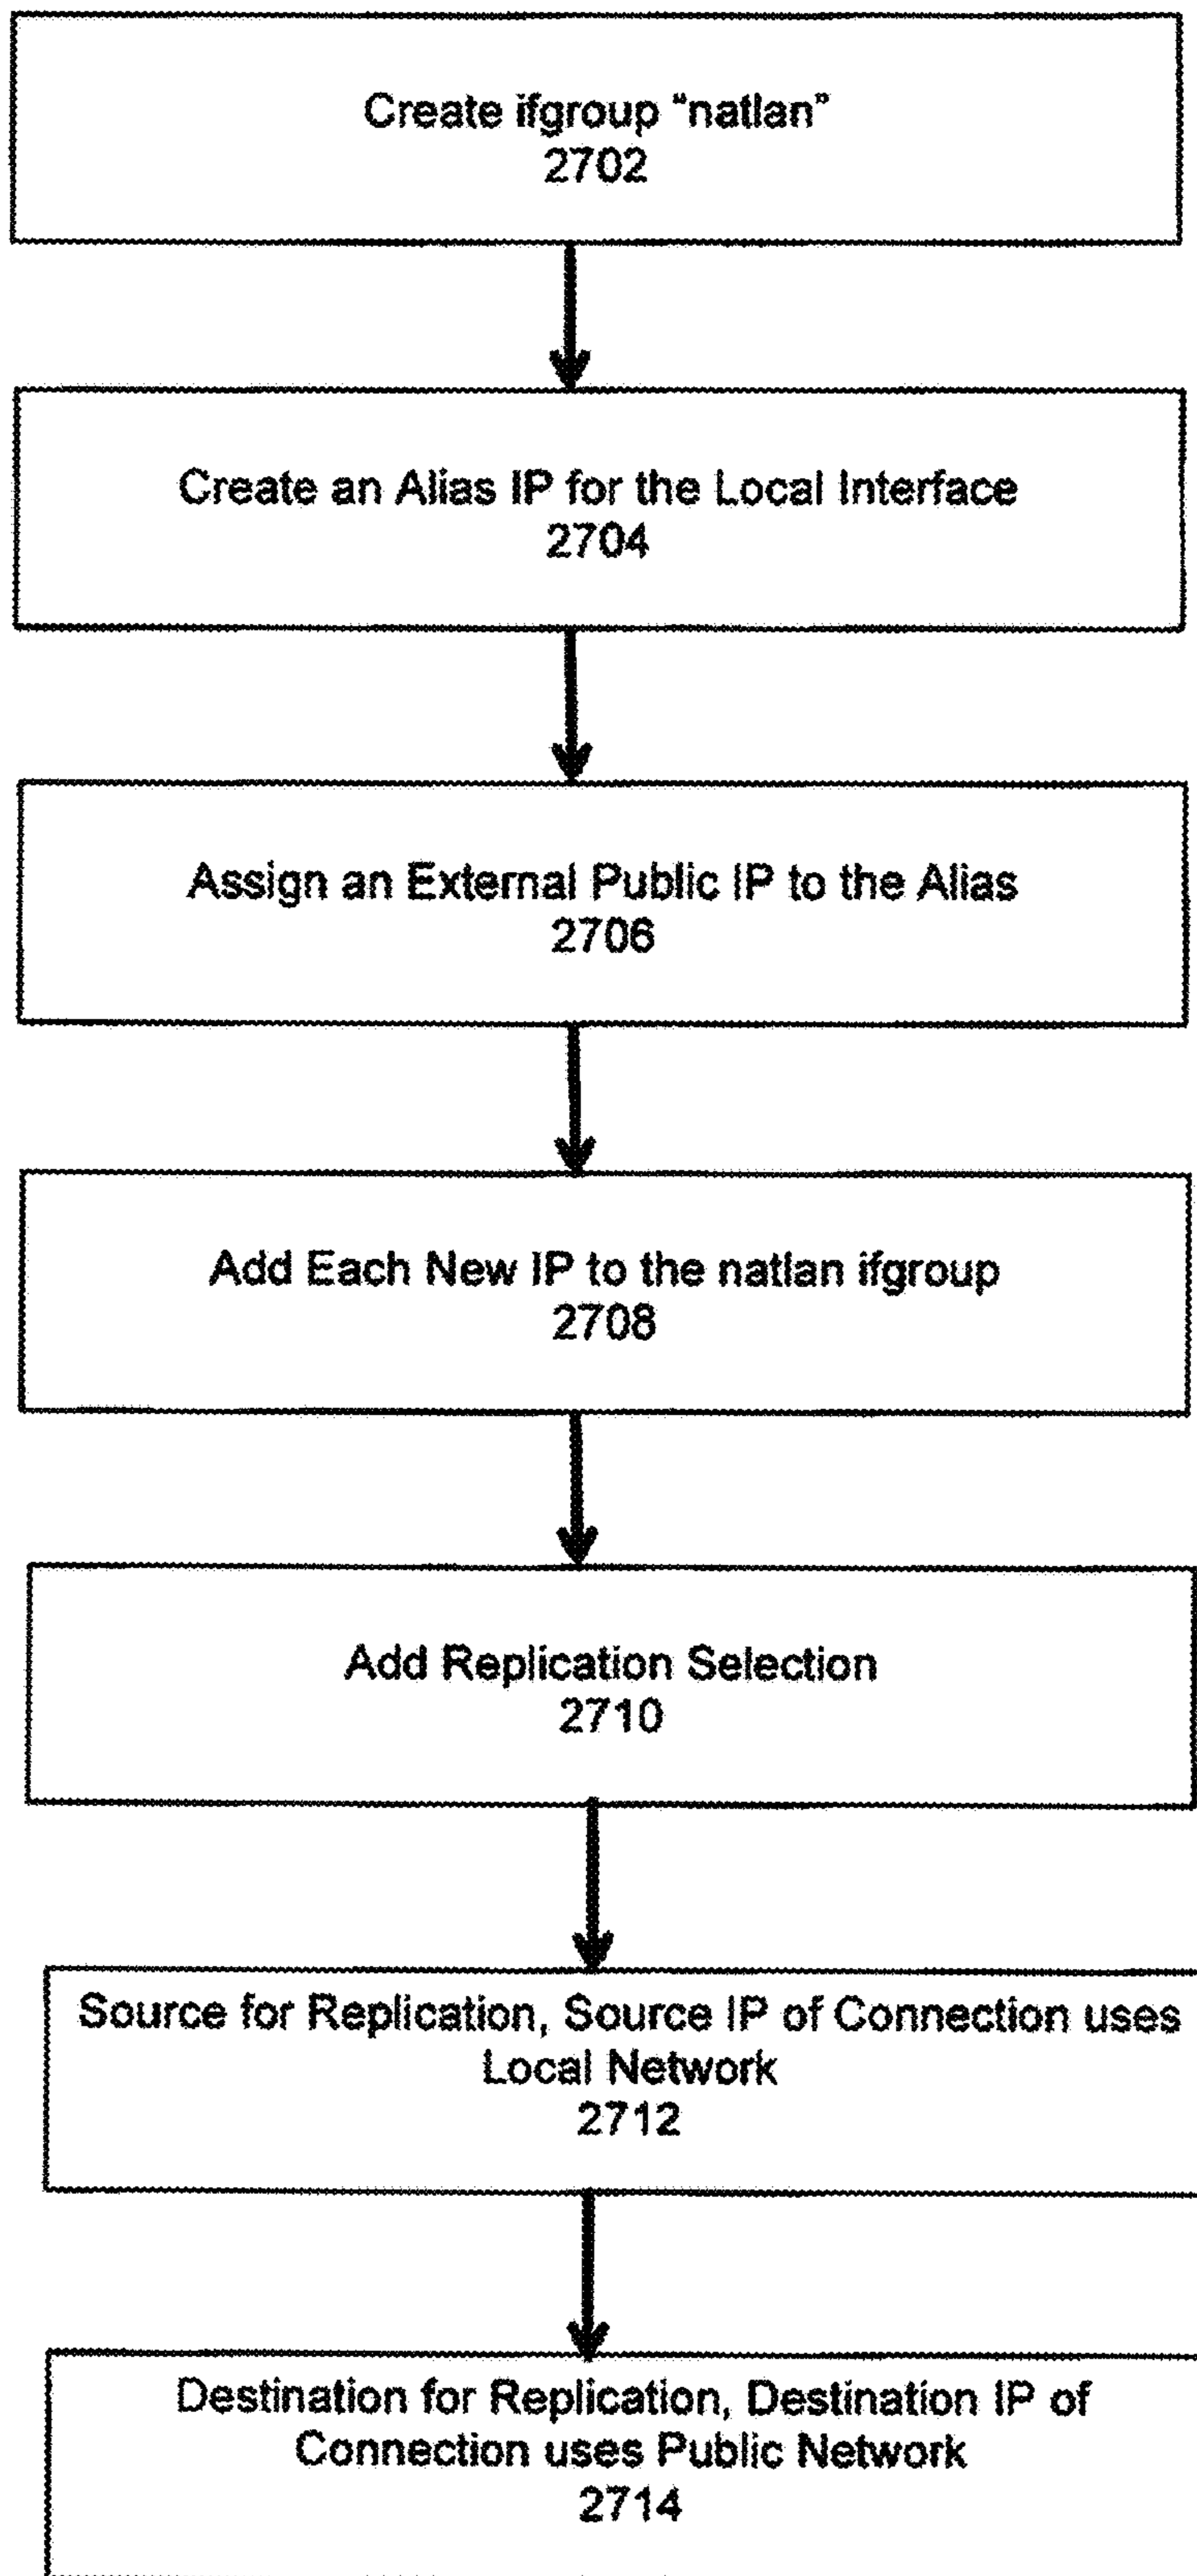 Create ifgroup “natlan”
2702
Create an Alias IP for the Local Interface
2704
Assign an External Public IP to the Alias
2706
Add Each New IP to the natlan ifgroup
2708
Add Replication Selection
2710
Source for Replication, Source IP of Connection uses
Local Network
2712
Destination for Replication, Destination IP of
Connection uses Public Network
2714